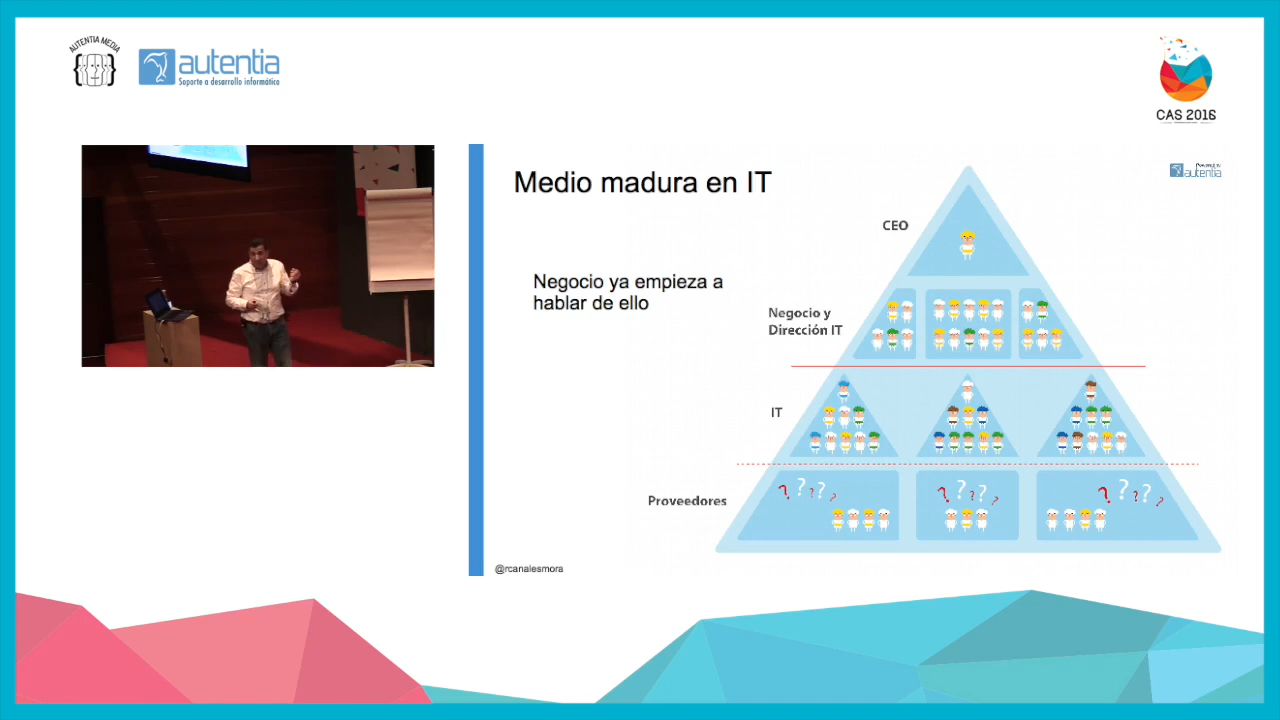 AUTENTIA MEDIA
autentia
Soporte a desarrollo informático
CAS 2016
Medio madura en IT
autentia
CEO
Negocio ya empieza a
hablar de ello
Negocio y
Dirección IT
IT
? ? ? ? ?
? ? ? ? ?
? ? ? ? ?
Proveedores
@rcanalesmora